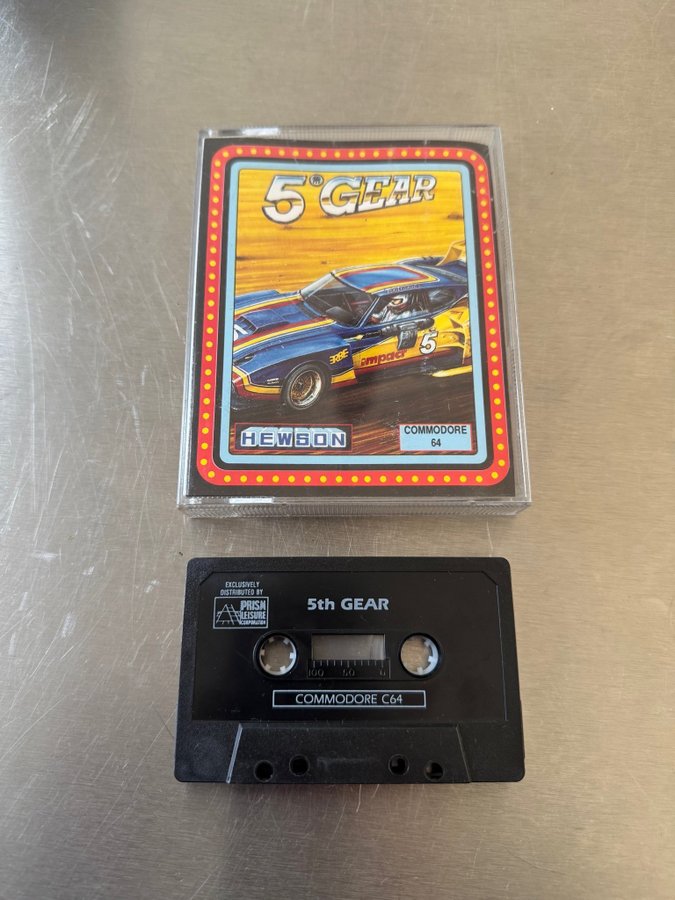 5th GEAR
impact
5
HEWSON
COMMODORE
64
EXCLUSIVELY
DISTRIBUTED BY
PRISM
LEISURE
CORPORATION
5th GEAR
100 50 0
COMMODORE C64